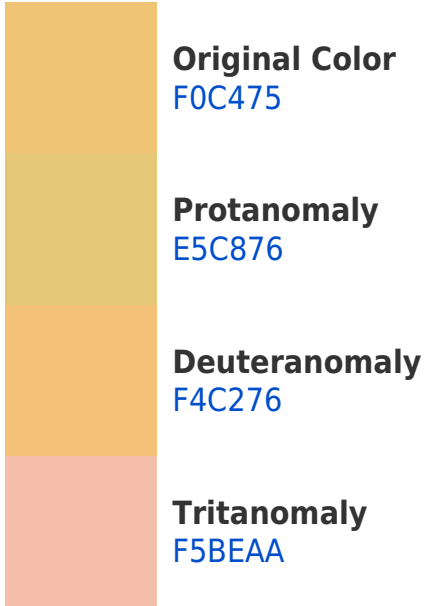 Original Color
F0C475
Protanomaly
E5C876
Deuteranomaly
F4C276
Tritanomaly
F5BEAA